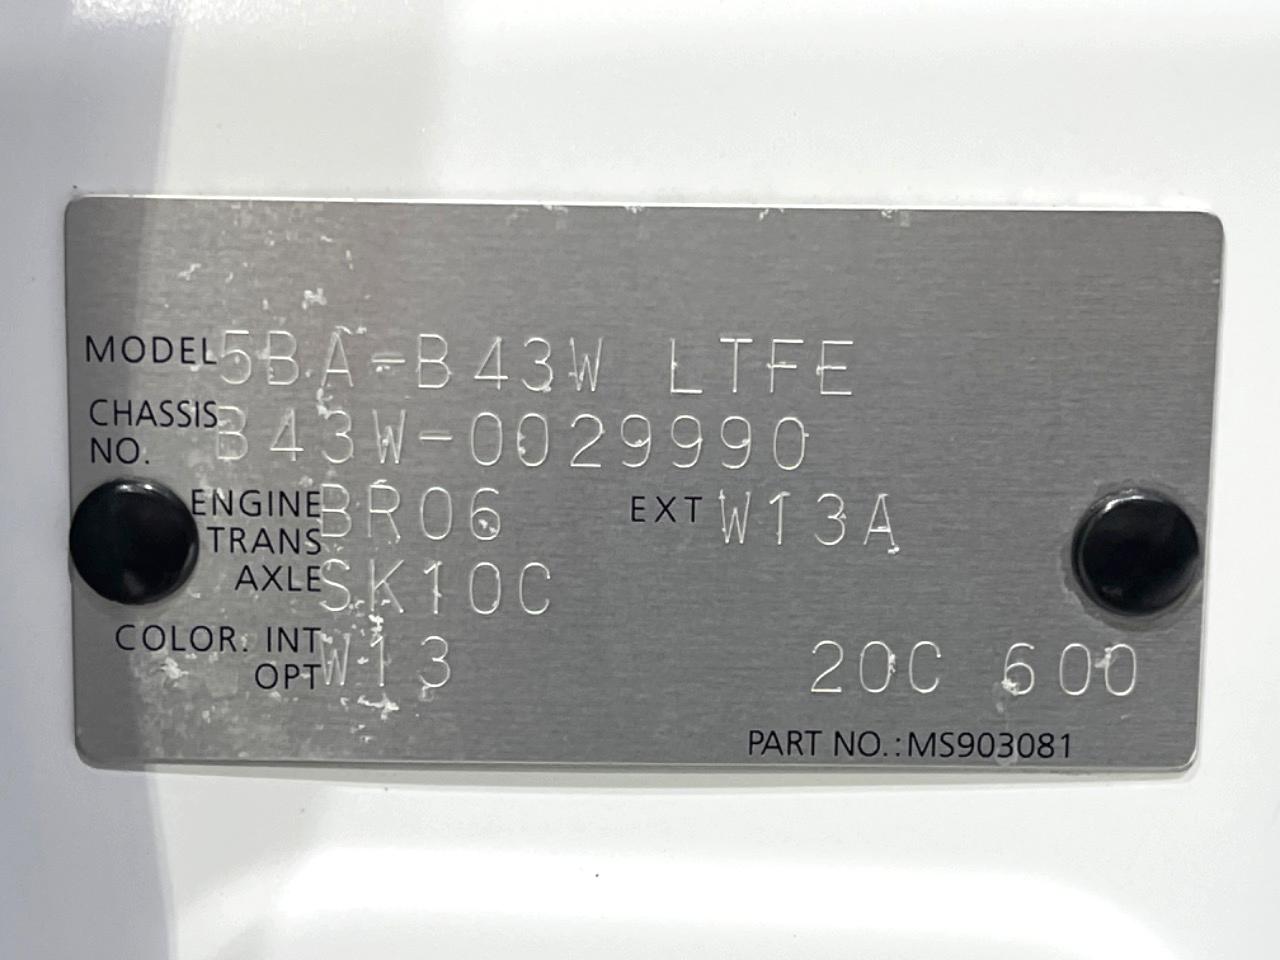 MODEL 5BA-B43W LTFE
CHASSIS NO. B43W-0029990
ENGINE BR06 EXT W13A
TRANS
AXLE SK10C
COLOR. INT W13
OPT 20C 600
PART NO.:MS903081